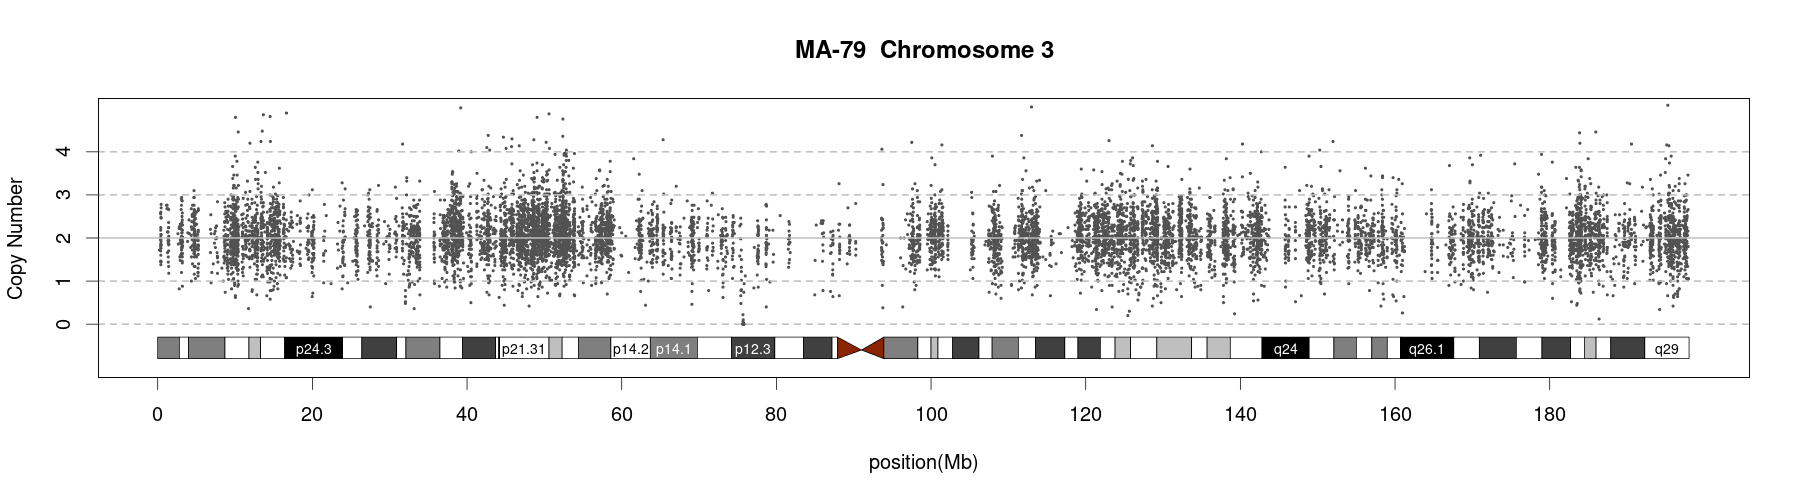 MA-79  Chromosome 3
Copy Number
4
3
2
1
0
p24.3 p21.31 p14.2 p14.1 p12.3 q24 q26.1 q29
0 20 40 60 80 100 120 140 160 180
position(Mb)